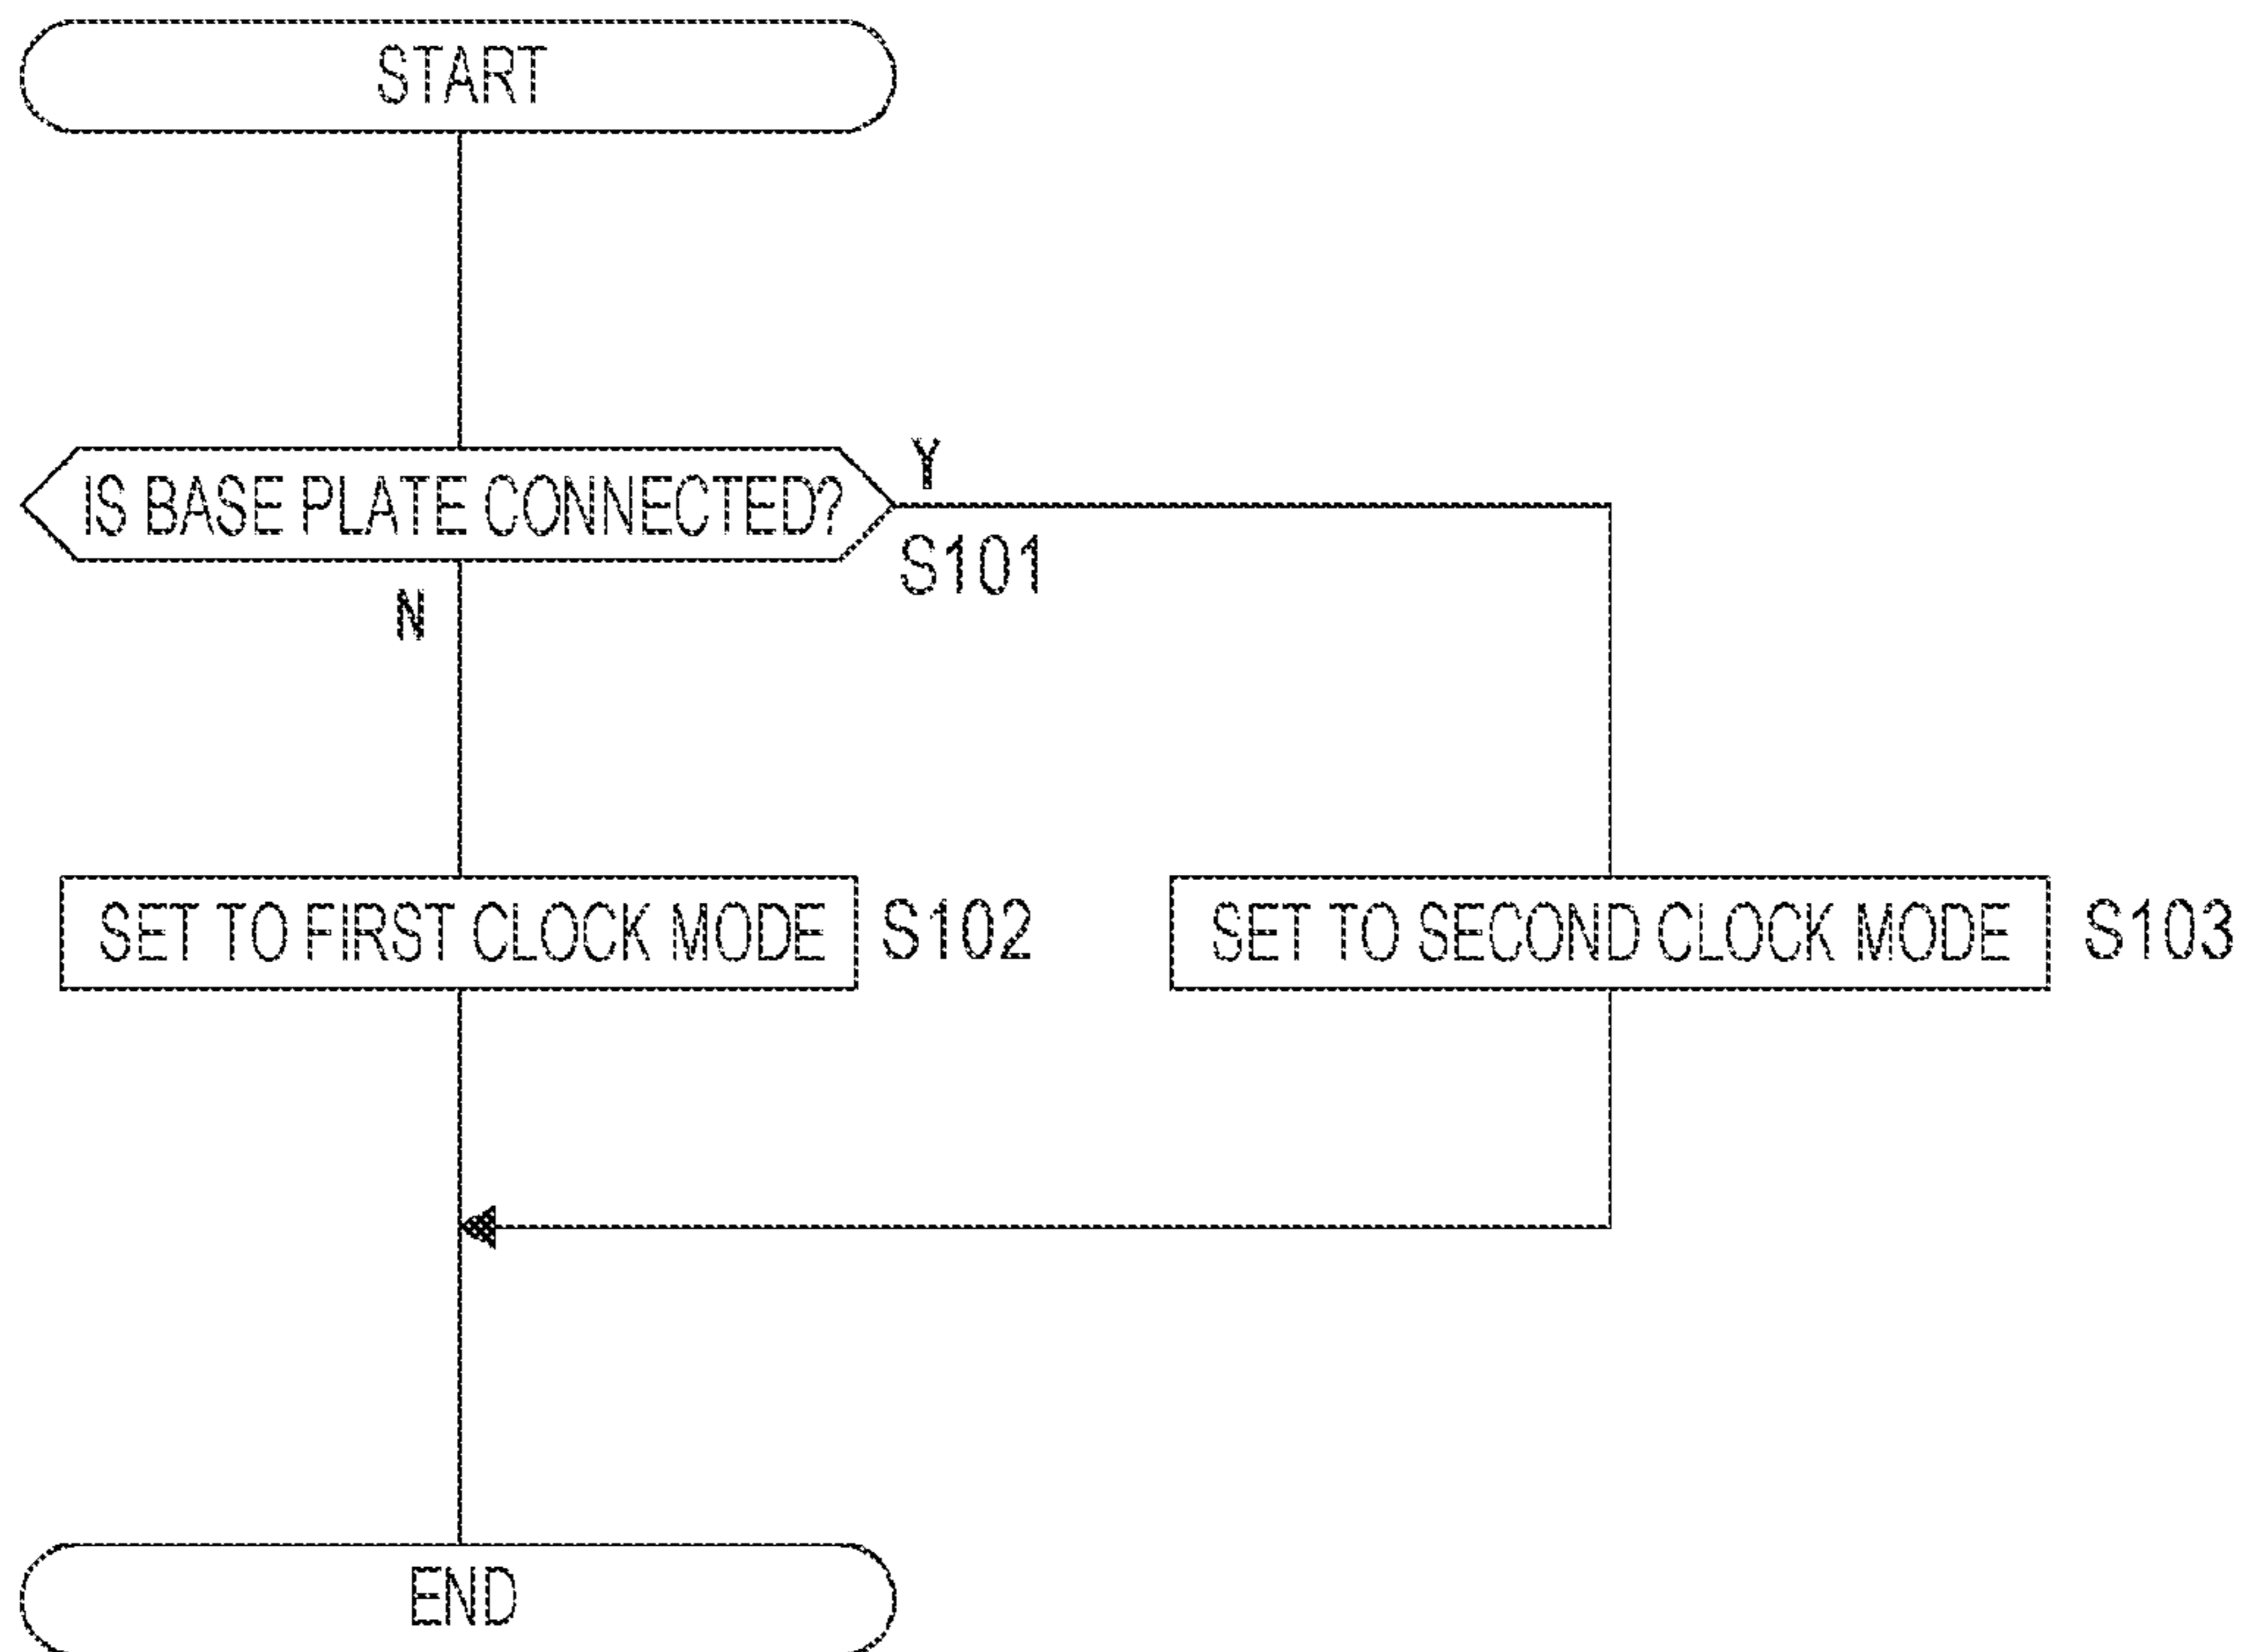 START
IS BASE PLATE CONNECTED?
Y
S101
N
SET TO FIRST CLOCK MODE
S102
SET TO SECOND CLOCK MODE
S103
END